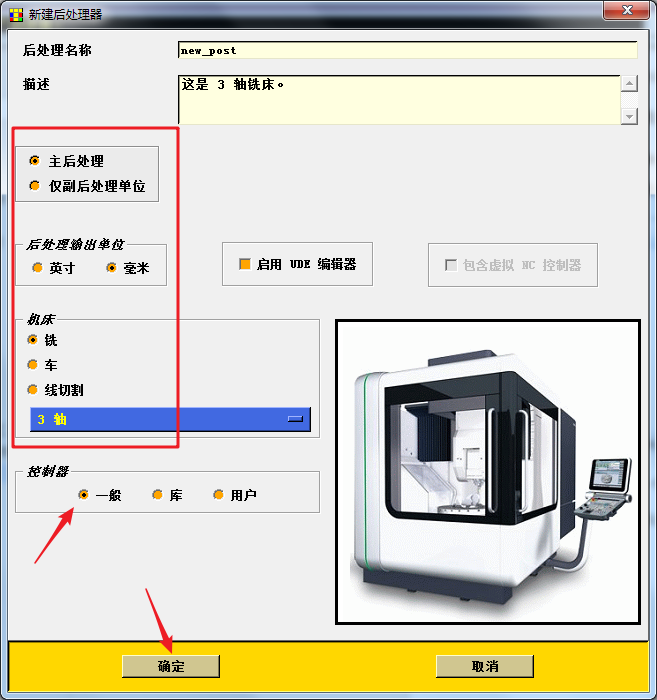 新建后处理器
后处理名称 new_post
描述 这是 3 轴铣床。
主后处理
仅副后处理单位
后处理输出单位
英寸 毫米
启用 UDE 编辑器
包含虚拟 NC 控制器
机床
铣
车
线切割
3 轴
控制器
一般 库 用户
确定 取消